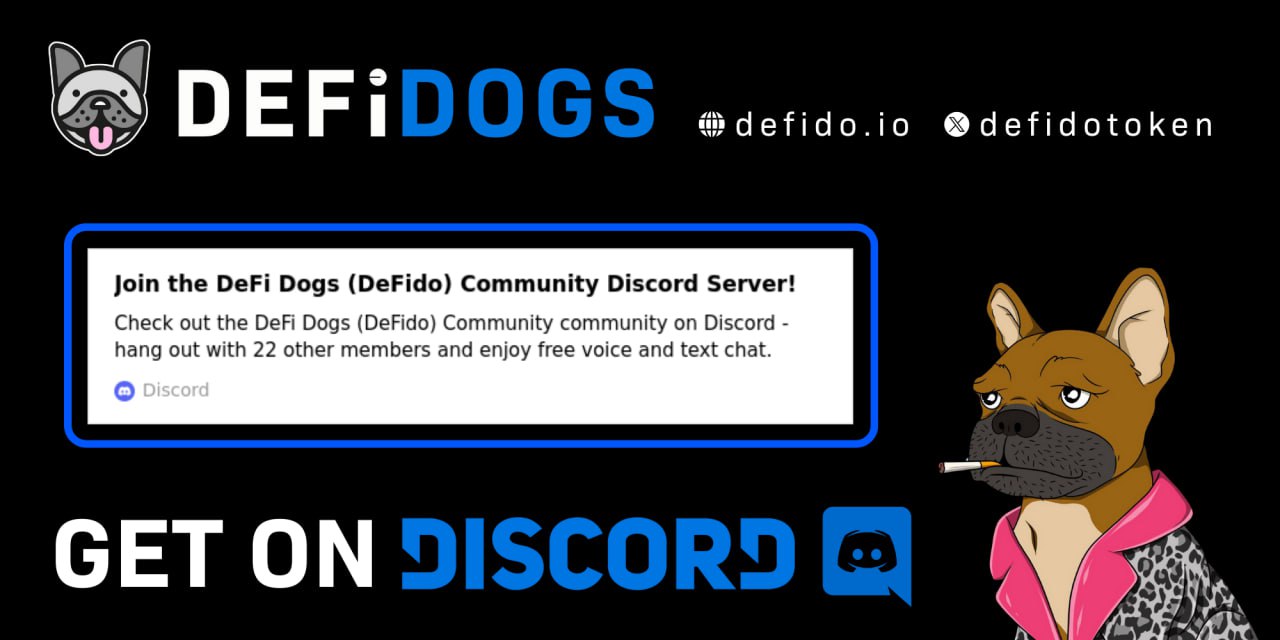 DEFiDOGS
defido.io
defidotoken
Join the DeFi Dogs (DeFido) Community Discord Server!
Check out the DeFi Dogs (DeFido) Community community on Discord -
hang out with 22 other members and enjoy free voice and text chat.
Discord
GET ON DISCORD